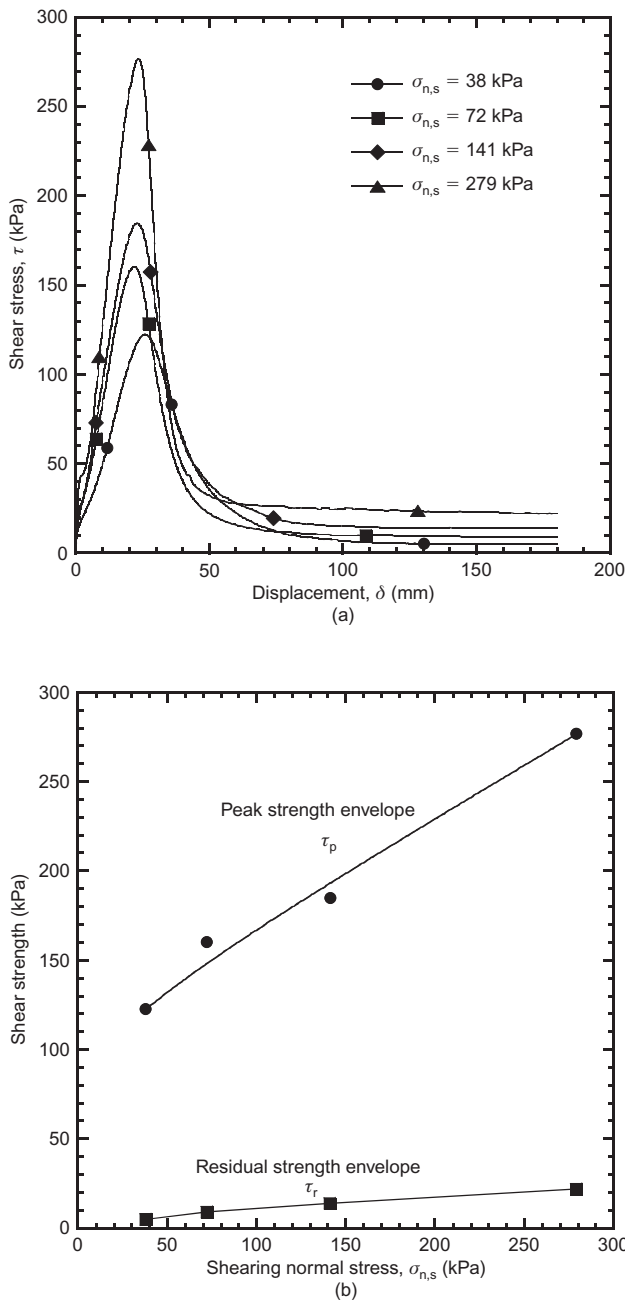 300
250
200
150
100
50
0
Shear stress, τ (kPa)
σn,s = 38 kPa
σn,s = 72 kPa
σn,s = 141 kPa
σn,s = 279 kPa
0 50 100 150 200
Displacement, δ (mm)
(a)
300
250
200
150
100
50
0
Shear strength (kPa)
Peak strength envelope
τp
Residual strength envelope
τr
0 50 100 150 200 250 300
Shearing normal stress, σn,s (kPa)
(b)